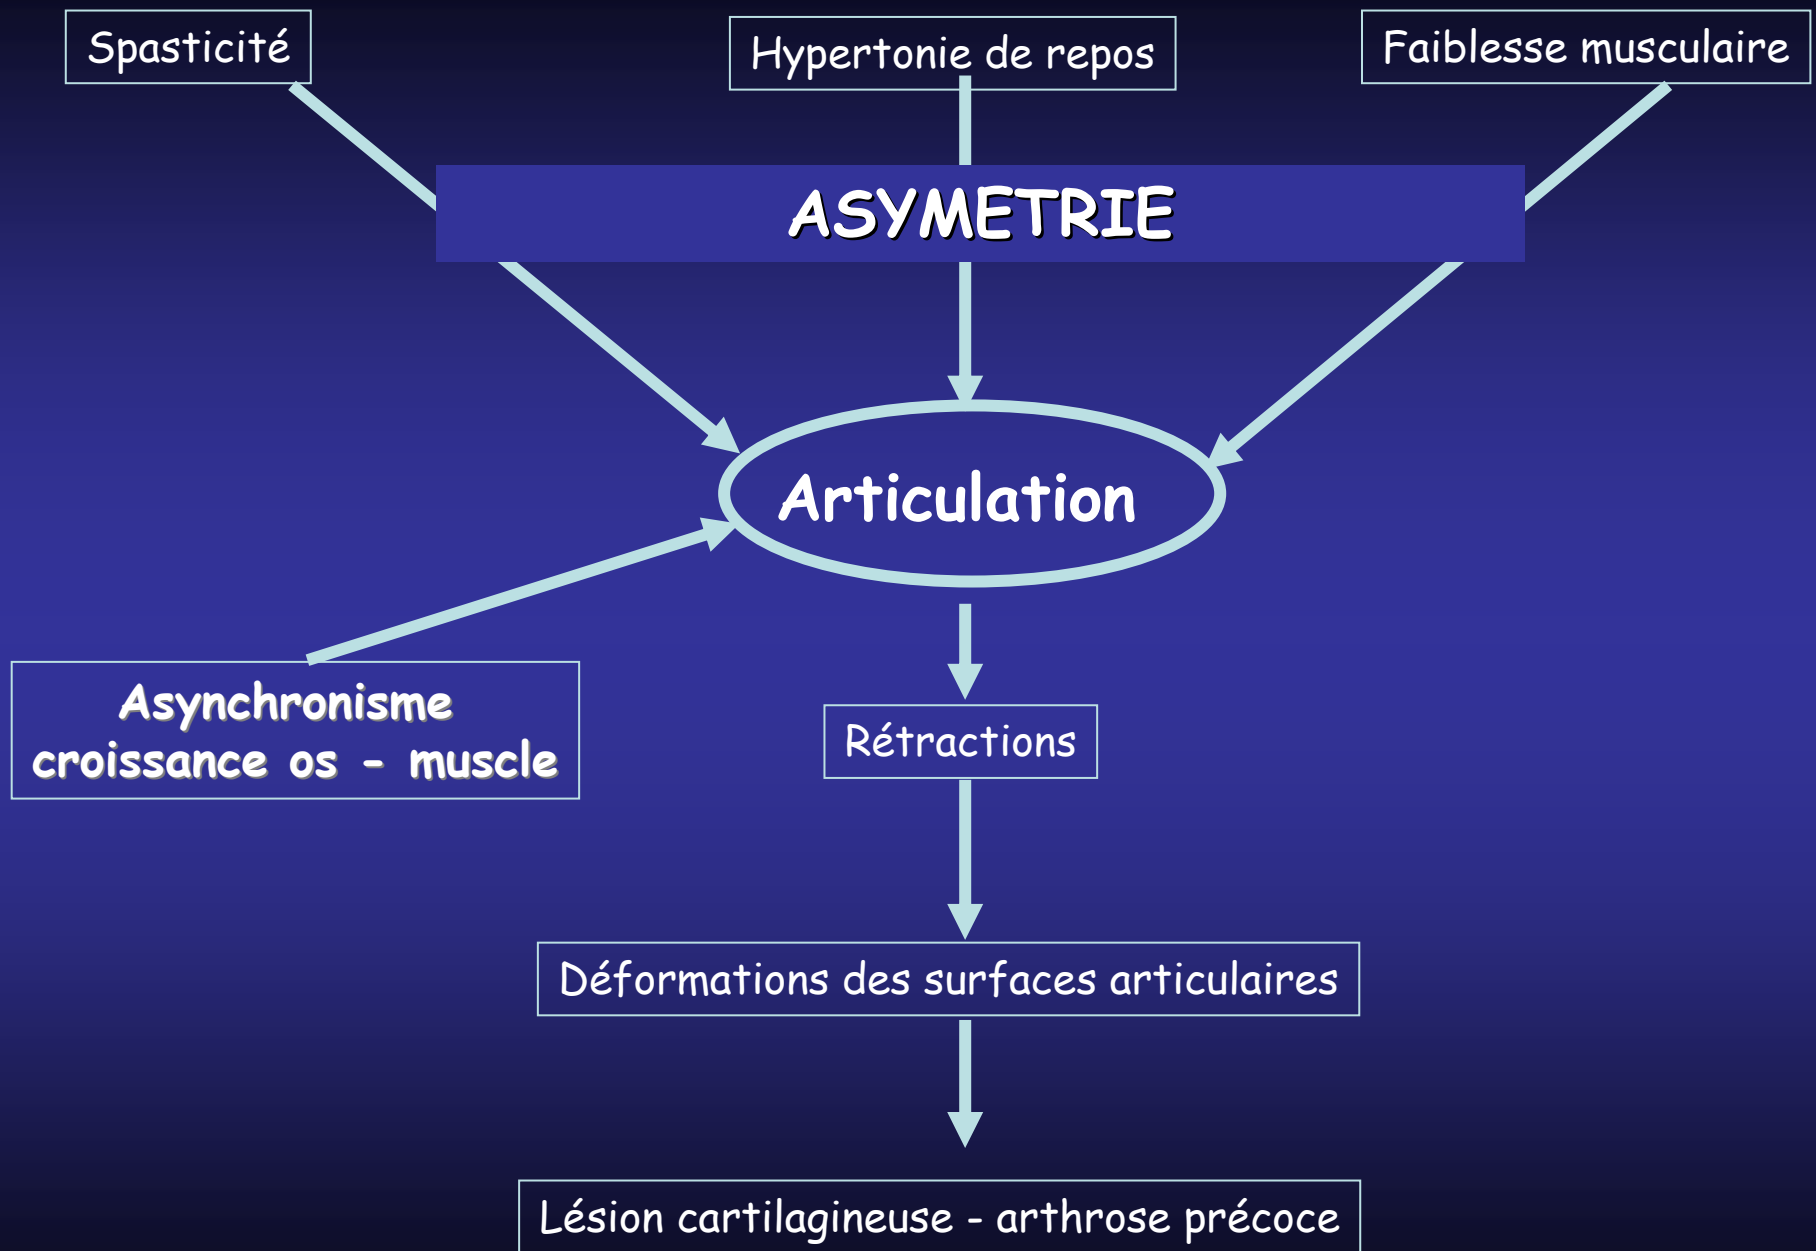 Spasticité
Hypertonie de repos
Faiblesse musculaire
ASYMETRIE
Articulation
Asynchronisme
croissance os - muscle
Rétractions
Déformations des surfaces articulaires
Lésion cartilagineuse - arthrose précoce